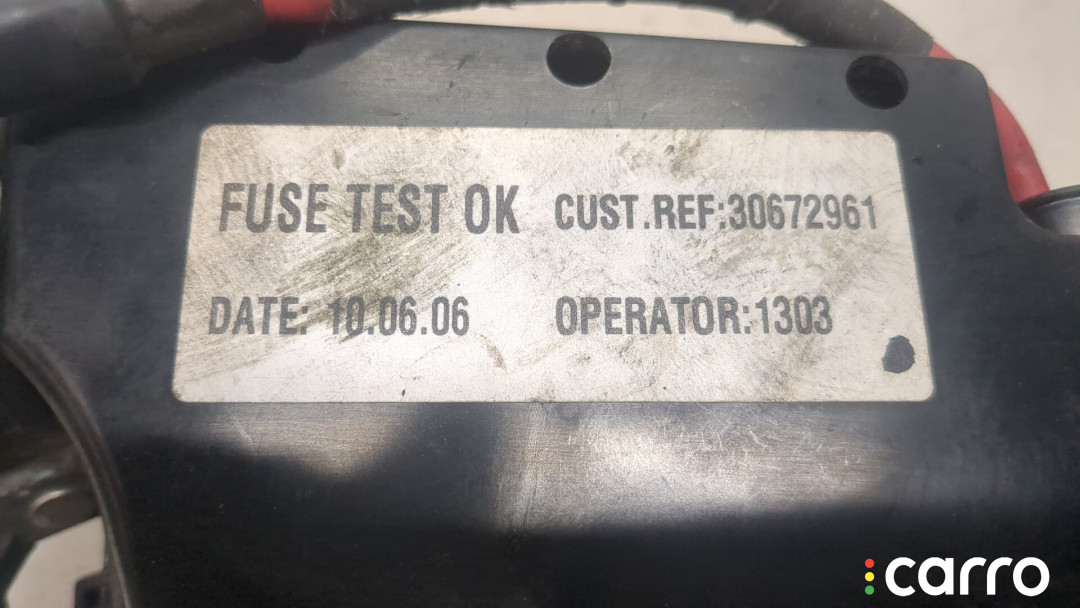 FUSE TEST OK CUST.REF:30672961
DATE: 10.06.06 OPERATOR:1303
carro